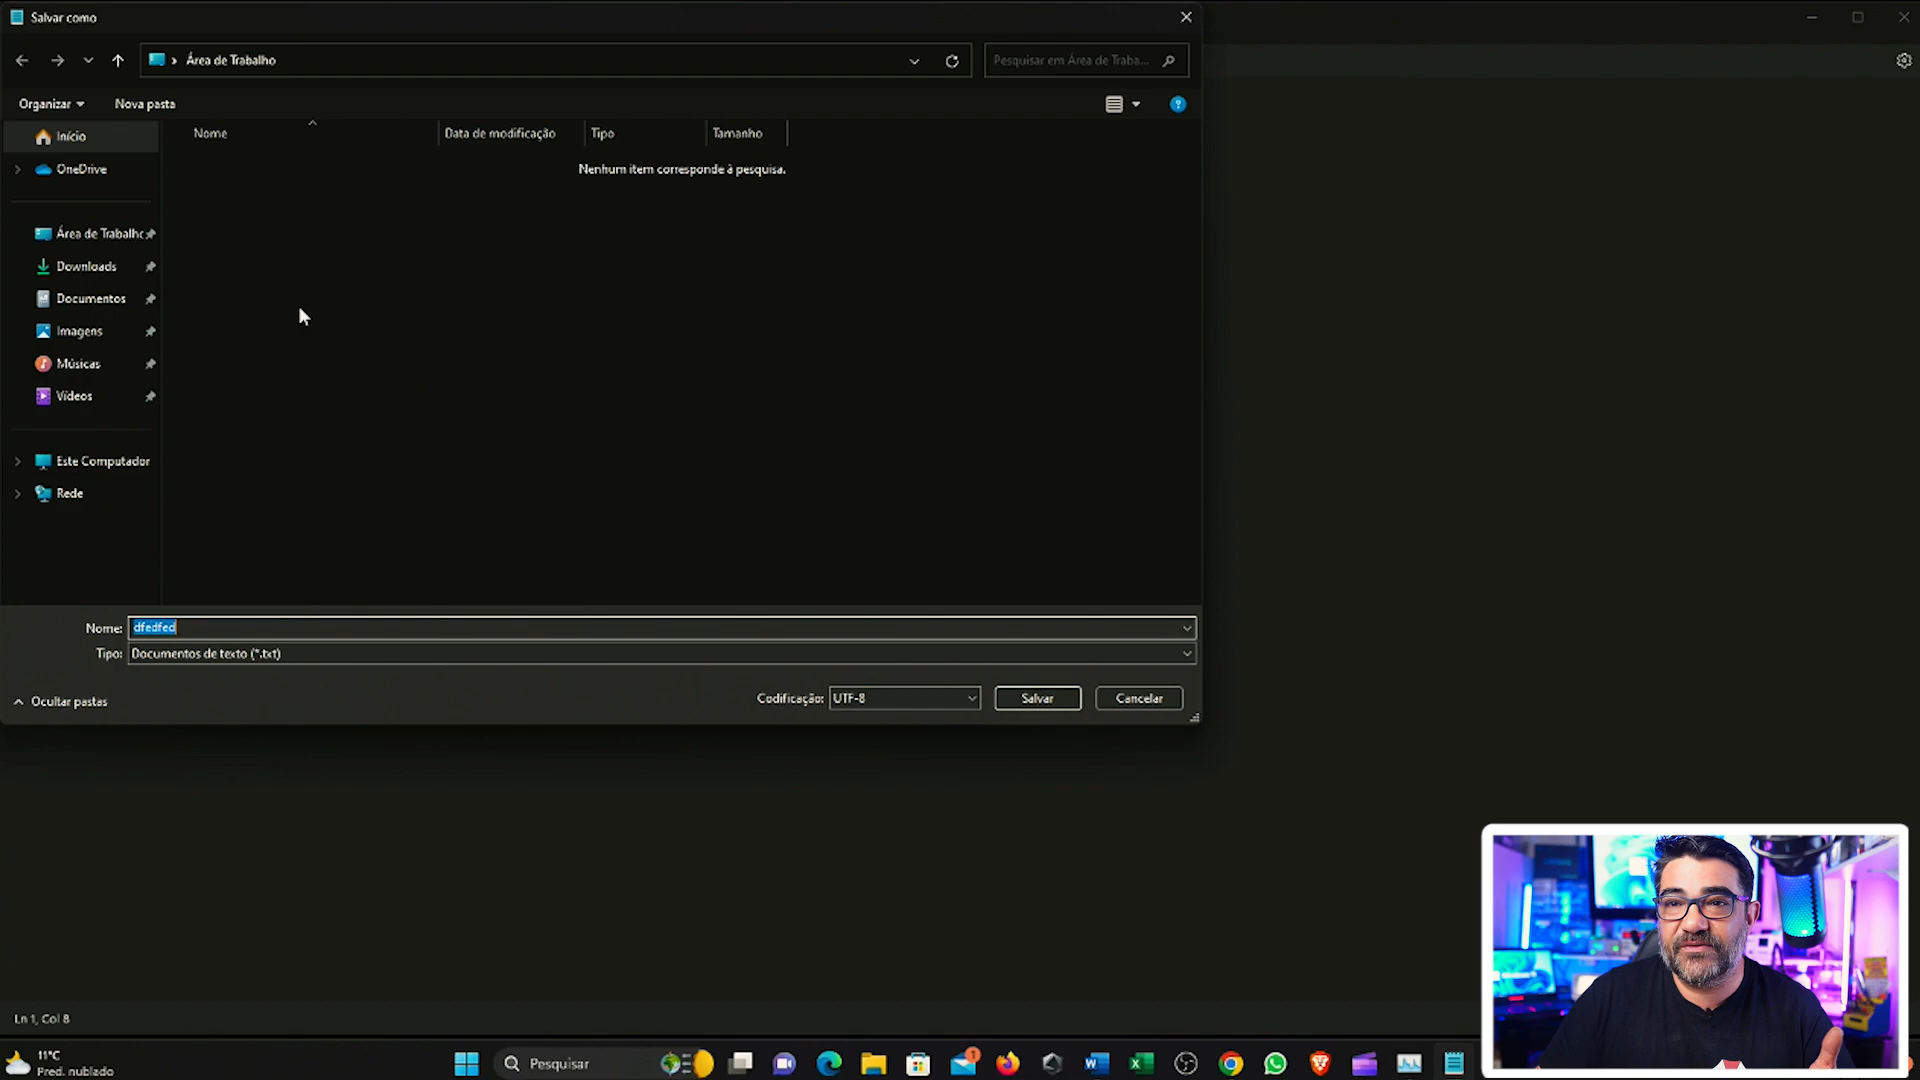 Salvar como
Área de Trabalho
Pesquisar em Área de Traba...
Organizar
Nova pasta
Início
OneDrive
Área de Trabalho
Downloads
Documentos
Imagens
Músicas
Vídeos
Este Computador
Rede
Nome
Data de modificação
Tipo
Tamanho
Nenhum item corresponde à pesquisa.
Nome: dfedfed
Tipo: Documentos de texto (*.txt)
Ocultar pastas
Codificação: UTF-8
Salvar
Cancelar
Ln 1, Col 8
11°C
Pred. nublado
Pesquisar
1